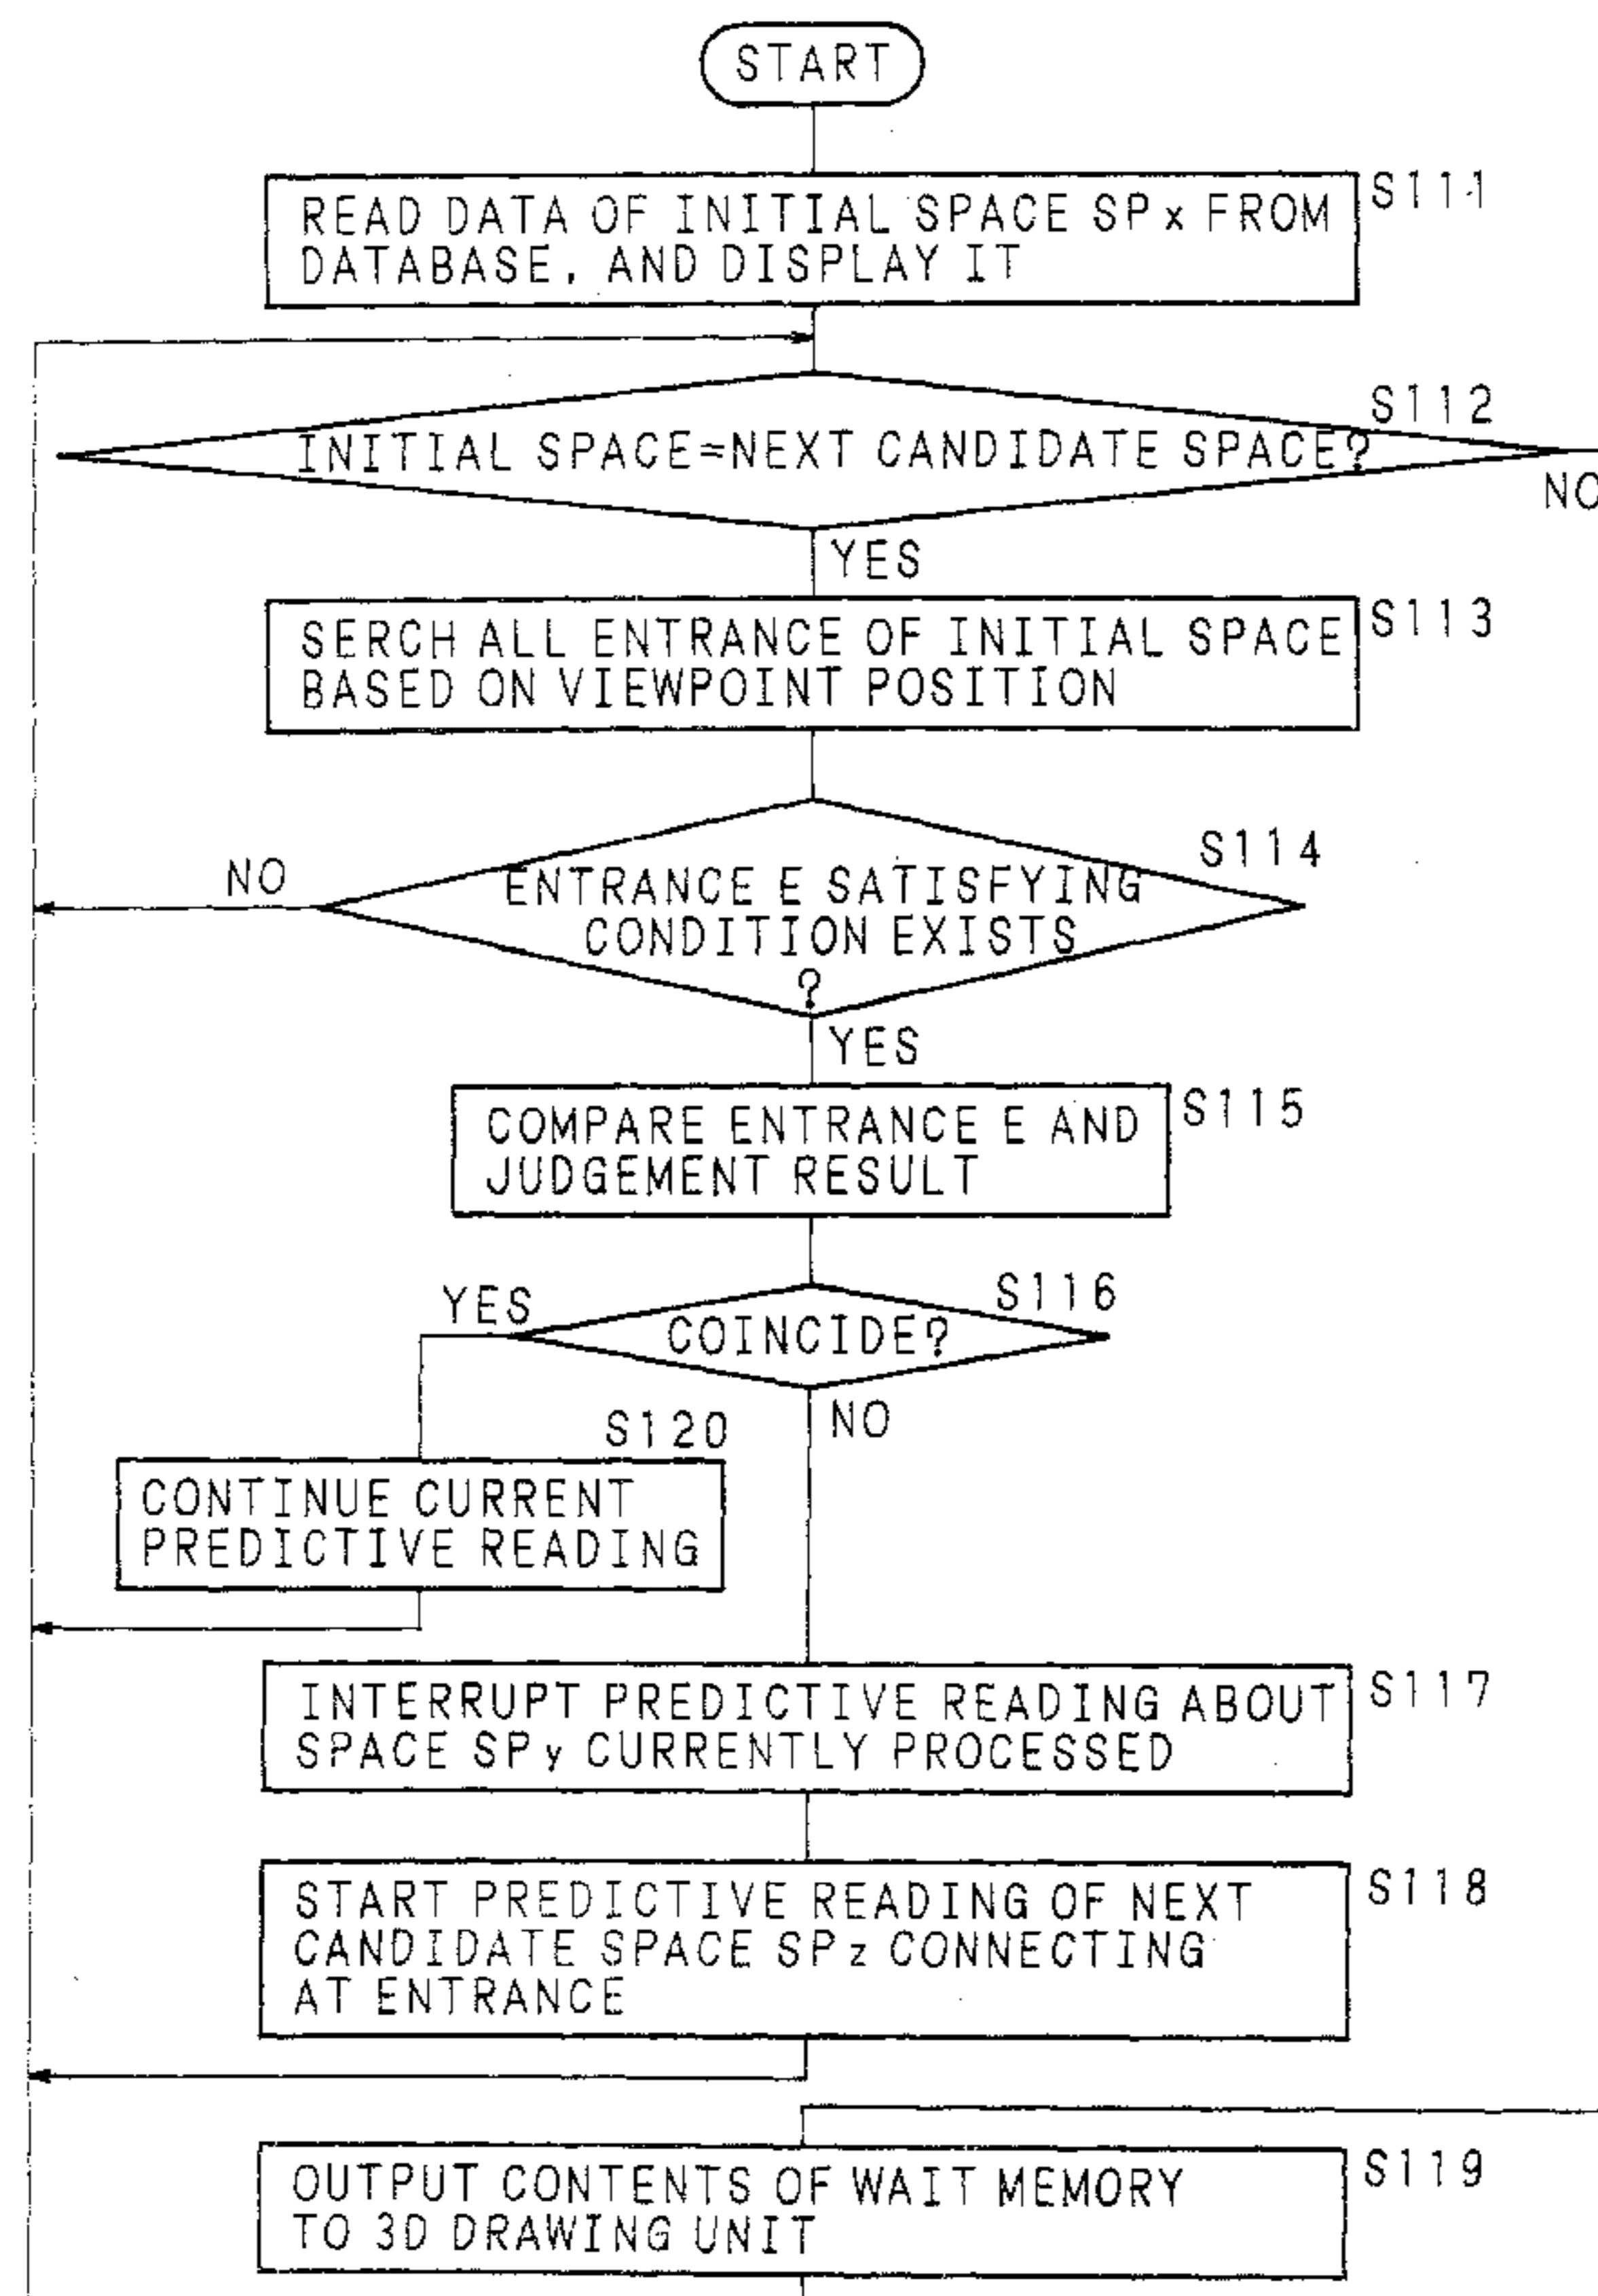 START
S111
READ DATA OF INITIAL SPACE SPx FROM
DATABASE, AND DISPLAY IT
S112
INITIAL SPACE=NEXT CANDIDATE SPACE?
NO
YES
S113
SERCH ALL ENTRANCE OF INITIAL SPACE
BASED ON VIEWPOINT POSITION
S114
NO
ENTRANCE E SATISFYING
CONDITION EXISTS
?
YES
S115
COMPARE ENTRANCE E AND
JUDGEMENT RESULT
S116
YES
COINCIDE?
NO
S120
CONTINUE CURRENT
PREDICTIVE READING
S117
INTERRUPT PREDICTIVE READING ABOUT
SPACE SPy CURRENTLY PROCESSED
S118
START PREDICTIVE READING OF NEXT
CANDIDATE SPACE SPz CONNECTING
AT ENTRANCE
S119
OUTPUT CONTENTS OF WAIT MEMORY
TO 3D DRAWING UNIT